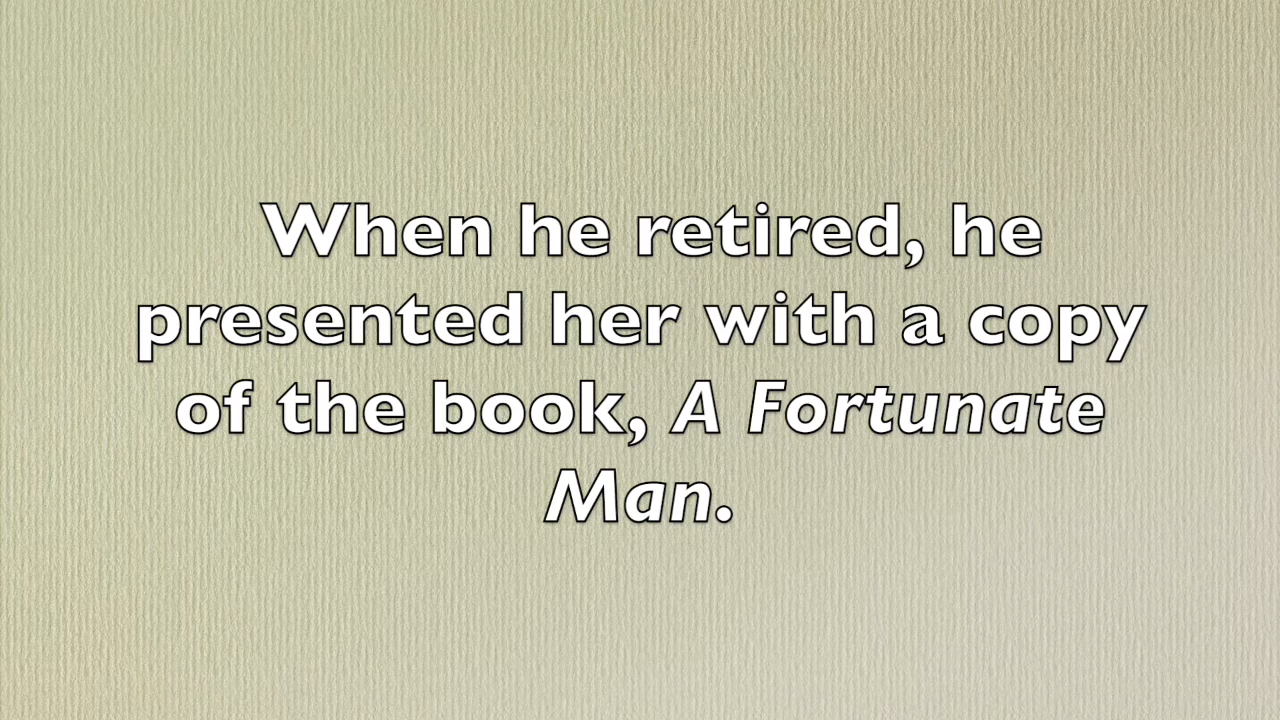 When he retired, he
presented her with a copy
of the book, A Fortunate
Man.